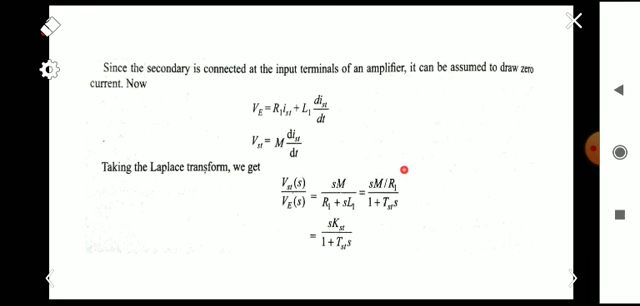 Since the secondary is connected at the input terminals of an amplifier, it can be assumed to draw zero
current. Now
V_E = R_1 i_st + L_1 di_st/dt
V_st = M di_st/dt
Taking the Laplace transform, we get
V_st(s)/V_E(s) = sM/(R_1 + sL_1) = (sM/R_1)/(1 + T_st s)
= sK_st/(1 + T_st s)